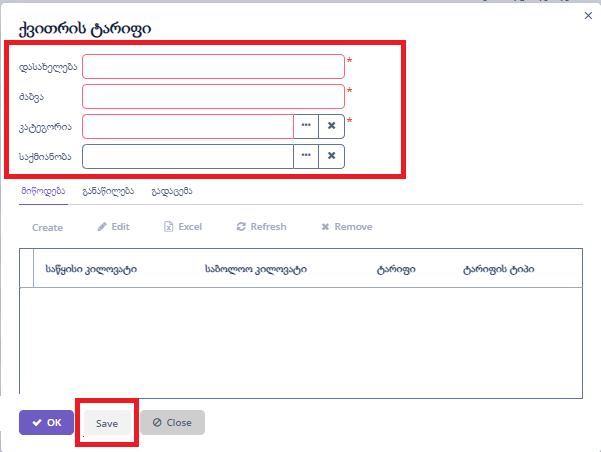 ქვითრის ტარიფი
დასახელება *
ძაბვა *
კატეგორია *
საქმიანობა
მიწოდება განაწილება გადაცემა
Create Edit Excel Refresh Remove
საწყისი კილოვატი საბოლოო კილოვატი ტარიფი ტარიფის ტიპი
OK Save Close